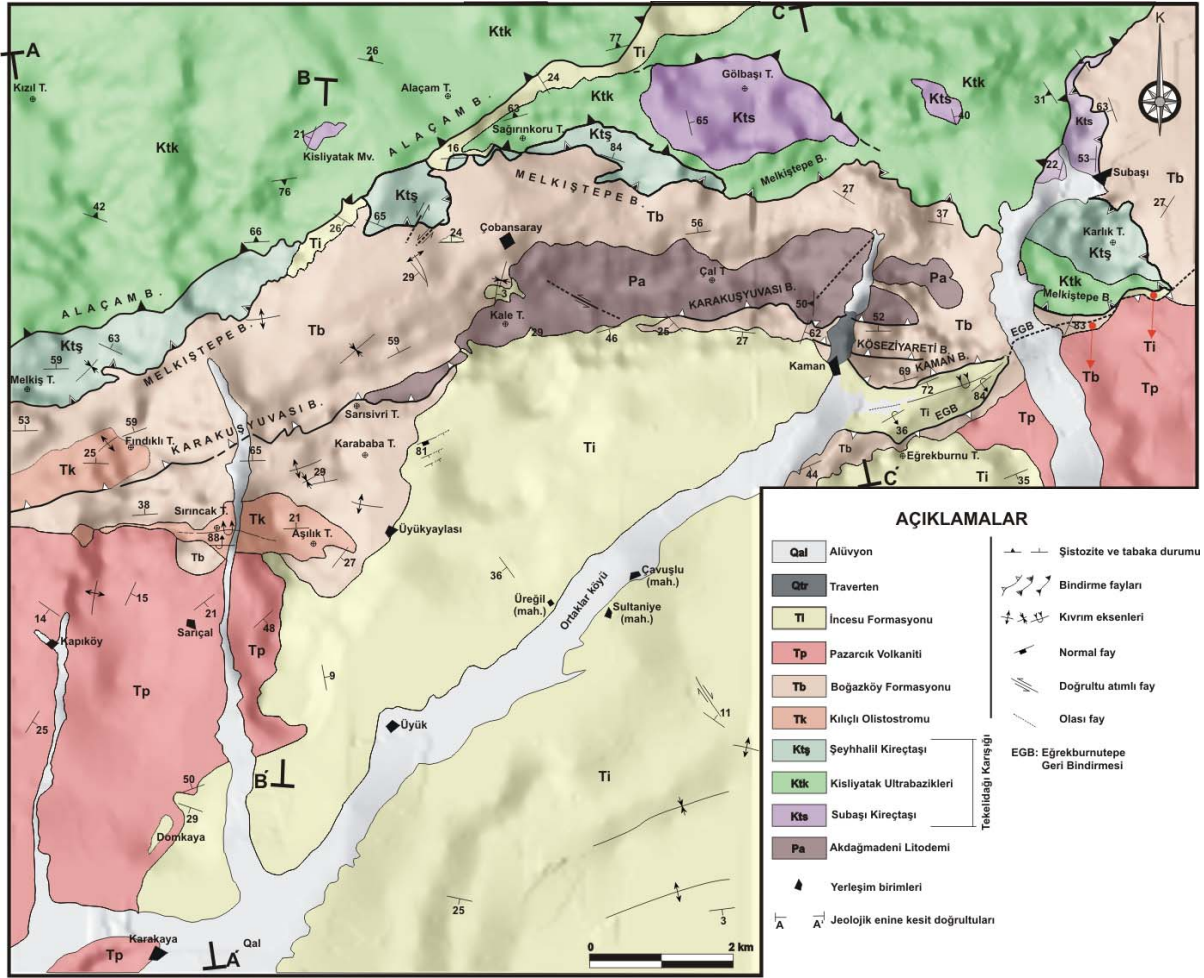 A
B
C
K
Ktk
Ktk
Ktk
Ktk
Ktk
Ti
77
24
26
Kızıl T.
Alaçam T.
Gölbaşı T.
Kts
65
Kts
40
31
63
Kts
53
22
Subaşı
Tb
27
21
Kisliyatak Mv.
ALAÇAM B.
63
Sağırınkoru T.
Ktş
84
16
Melkiştepe B.
76
42
MELKİŞTEPE B.
Ktş
65
26
Ti
66
24
Tb
56
27
37
Karlık T.
Ktş
Çobansaray
29
Pa
Çal T
Pa
Ktk
Melkiştepe B.
ALAÇAM B.
3
KARAKUŞYUVASI B.
50
52
Tb
EGB
83
Kale T.
29
46
25
27
62
KÖSEZİYARETİ B.
Ti
Tb
Tp
Ktş
63
59
Melkiş T.
MELKİŞTEPE B.
Tb
59
Kaman
69
KAMAN B.
72
84
Ti
EGB
36
Tp
53
59
Fındıklı T.
25
Tk
KARAKUŞYUVASI B.
Sarısivri T.
Karababa T.
81
Ti
Tb
Eğrekburnu T.
44
C'
Ti
35
65
29
38
Sırıncak T.
Tk
21
Aşılık T.
88
Tb
27
Üyükyaylası
36
Çavuşlu
(mah.)
Üreğil
(mah.)
Sultaniye
(mah.)
Ortaklar köyü
14
15
21
Sarıçal
48
Kapıköy
Tp
Tp
9
25
Üyük
11
Ti
B'
50
29
Domkaya
25
3
Karakaya
Tp
A'
Qal
0
2 km
AÇIKLAMALAR
Qal Alüvyon
Qtr Traverten
Tİ İncesu Formasyonu
Tp Pazarcık Volkaniti
Tb Boğazköy Formasyonu
Tk Kılıçlı Olistostromu
Ktş Şeyhhalil Kireçtaşı
Ktk Kisliyatak Ultrabazikleri
Kts Subaşı Kireçtaşı
Tekelidağı Karışığı
Pa Akdağmadeni Litodemi
Yerleşim birimleri
A A' Jeolojik enine kesit doğrultuları
Şistozite ve tabaka durumu
Bindirme fayları
Kıvrım eksenleri
Normal fay
Doğrultu atımlı fay
Olası fay
EGB: Eğrekburnutepe
Geri Bindirmesi